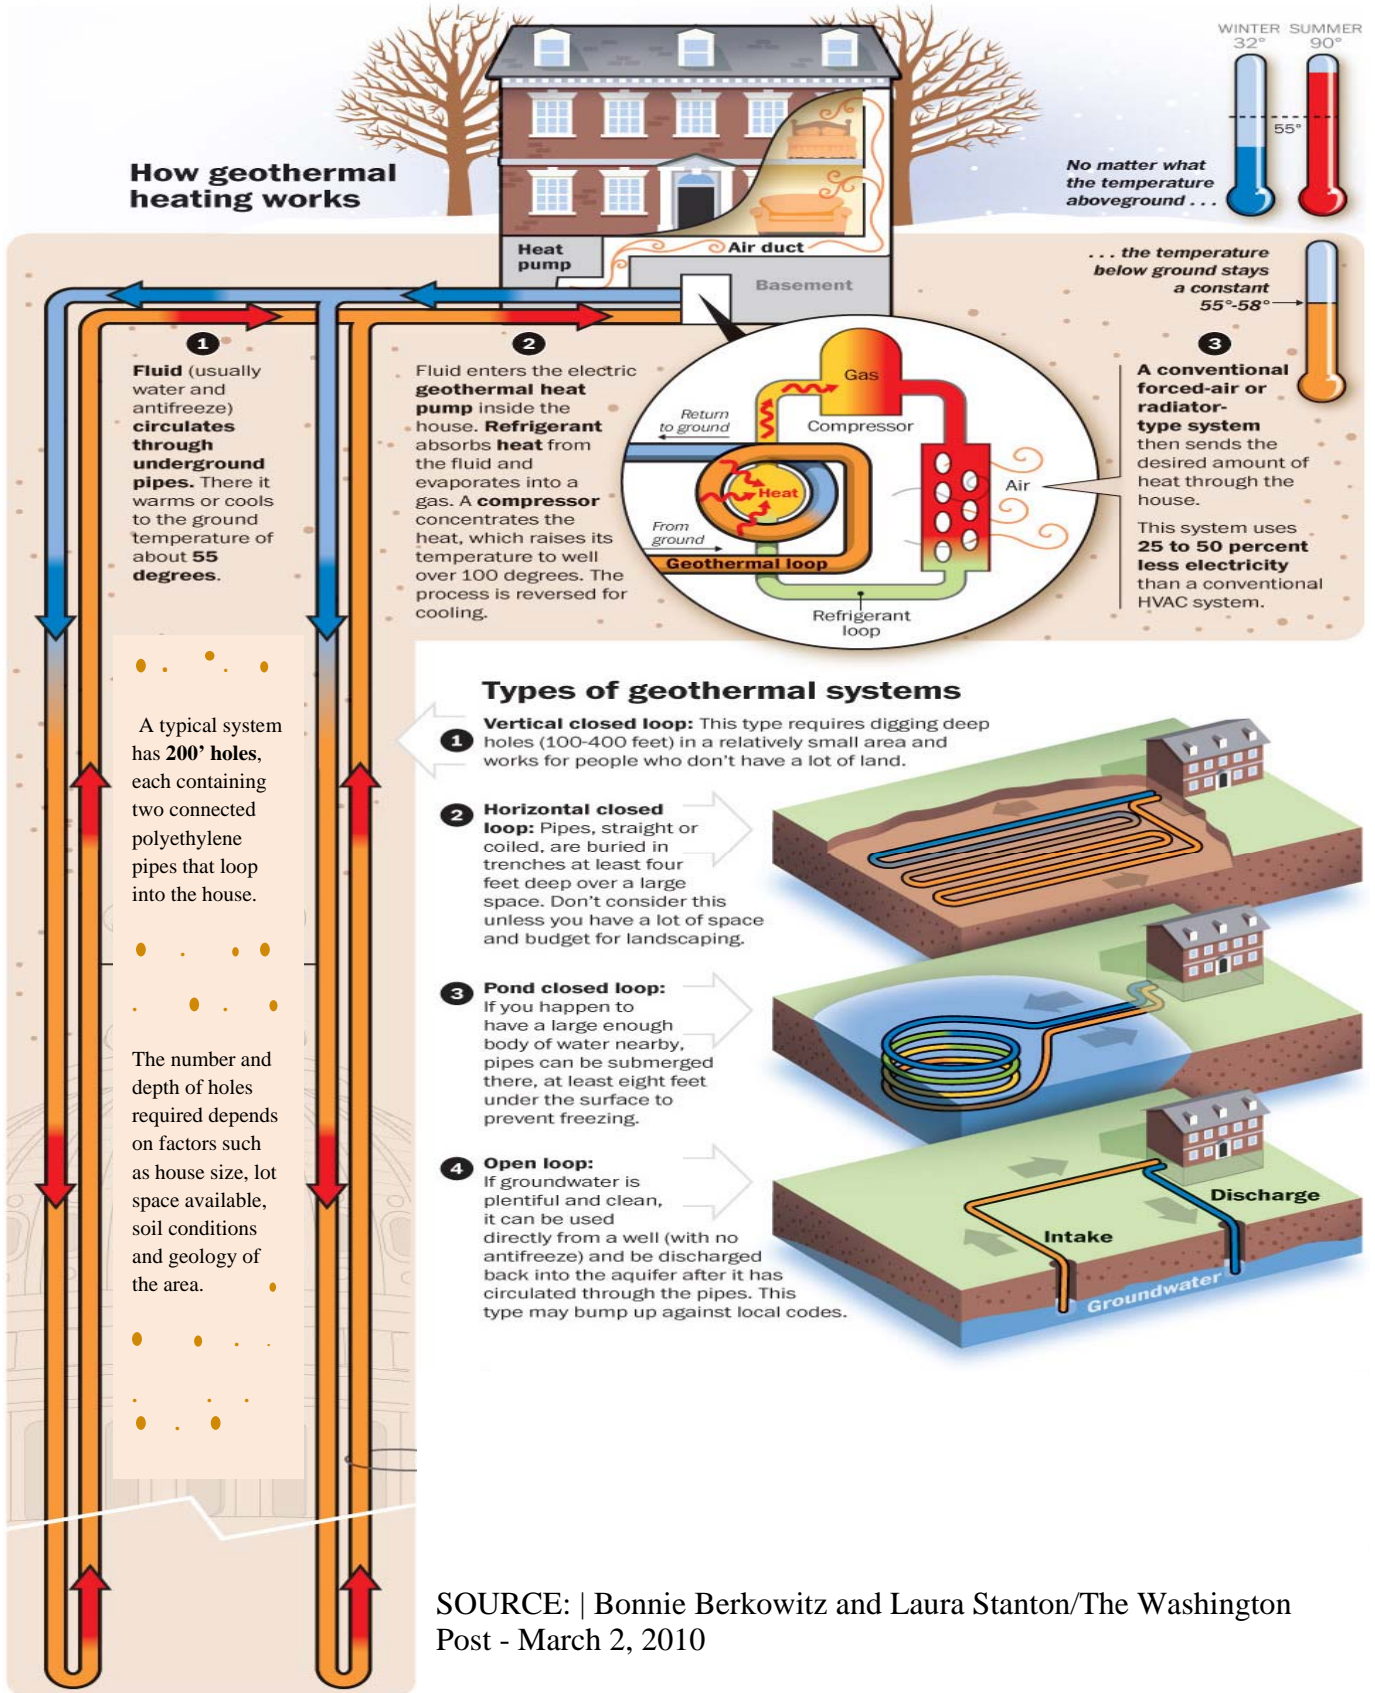 How geothermal
heating works
WINTER SUMMER
32° 90°
55°
No matter what
the temperature
aboveground . . .
. . . the temperature
below ground stays
a constant
55°-58°
Heat
pump
Air duct
Basement
1
Fluid (usually
water and
antifreeze)
circulates
through
underground
pipes. There it
warms or cools
to the ground
temperature of
about 55
degrees.
2
Fluid enters the electric
geothermal heat
pump inside the
house. Refrigerant
absorbs heat from
the fluid and
evaporates into a
gas. A compressor
concentrates the
heat, which raises its
temperature to well
over 100 degrees. The
process is reversed for
cooling.
Gas
Compressor
Return
to ground
Heat
Air
From
ground
Geothermal loop
Refrigerant
loop
3
A conventional
forced-air or
radiator-
type system
then sends the
desired amount of
heat through the
house.
This system uses
25 to 50 percent
less electricity
than a conventional
HVAC system.
A typical system
has 200’ holes,
each containing
two connected
polyethylene
pipes that loop
into the house.
The number and
depth of holes
required depends
on factors such
as house size, lot
space available,
soil conditions
and geology of
the area.
Types of geothermal systems
1
Vertical closed loop: This type requires digging deep
holes (100-400 feet) in a relatively small area and
works for people who don't have a lot of land.
2
Horizontal closed
loop: Pipes, straight or
coiled, are buried in
trenches at least four
feet deep over a large
space. Don't consider this
unless you have a lot of space
and budget for landscaping.
3
Pond closed loop:
If you happen to
have a large enough
body of water nearby,
pipes can be submerged
there, at least eight feet
under the surface to
prevent freezing.
4
Open loop:
If groundwater is
plentiful and clean,
it can be used
directly from a well (with no
antifreeze) and be discharged
back into the aquifer after it has
circulated through the pipes. This
type may bump up against local codes.
Discharge
Intake
Groundwater
SOURCE: | Bonnie Berkowitz and Laura Stanton/The Washington
Post - March 2, 2010